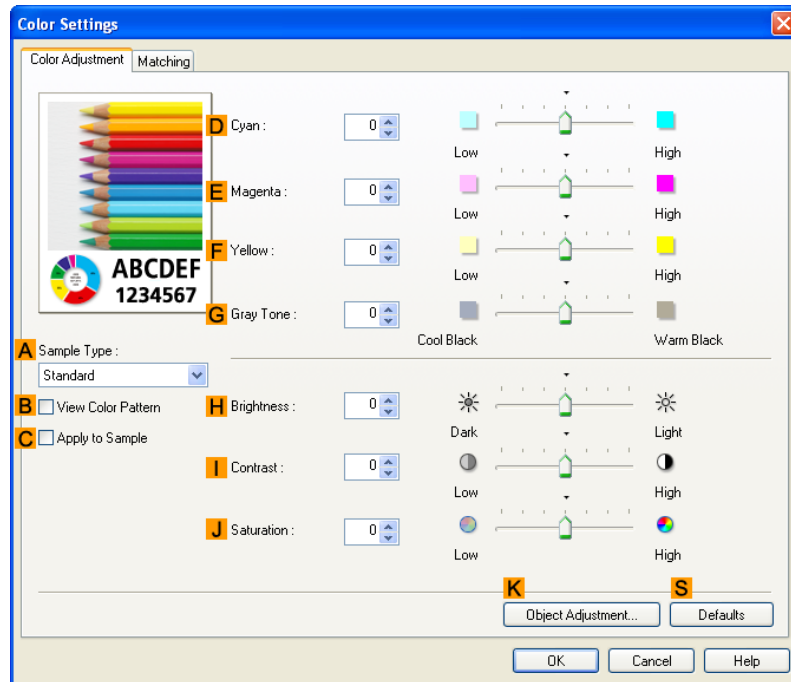 Color Settings
Color Adjustment Matching
D Cyan : 0
Low High
E Magenta : 0
Low High
F Yellow : 0
Low High
ABCDEF
1234567
G Gray Tone : 0
Cool Black Warm Black
A Sample Type :
Standard
B View Color Pattern
C Apply to Sample
H Brightness : 0
Dark Light
I Contrast : 0
Low High
J Saturation : 0
Low High
K S
Object Adjustment... Defaults
OK Cancel Help